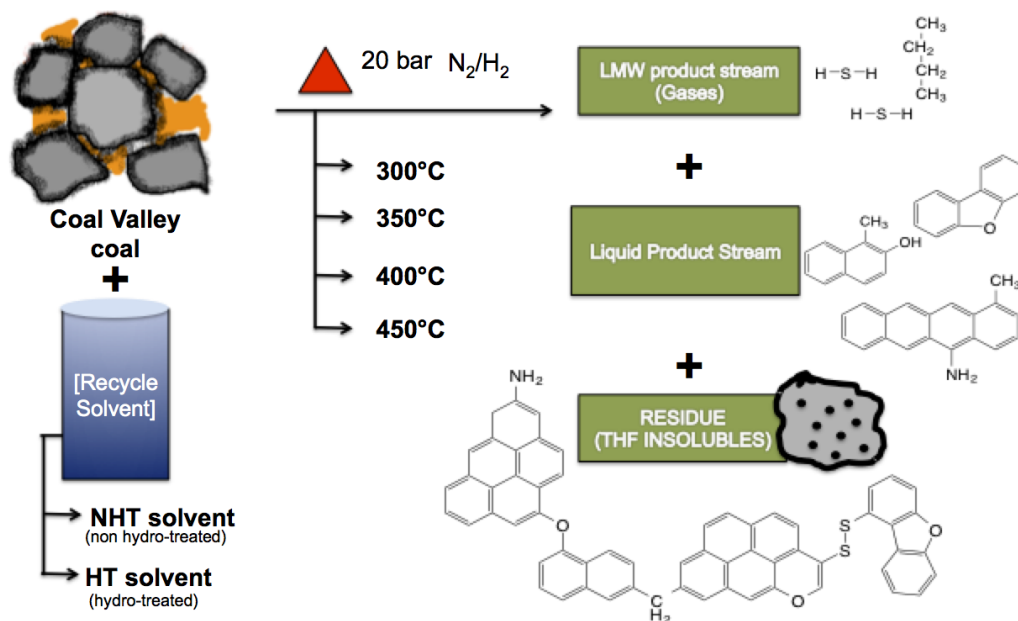 20 bar N₂/H₂
LMW product stream
(Gases)
H-S-H
H-S-H
CH₃
CH₂
CH₂
CH₃
300°C
350°C
400°C
450°C
Coal Valley
coal
+
[Recycle
Solvent]
NHT solvent
(non hydro-treated)
HT solvent
(hydro-treated)
+
Liquid Product Stream
CH₃
OH
O
CH₃
NH₂
+
RESIDUE
(THF INSOLUBLES)
NH₂
O
C
H₂
O
S
S
O